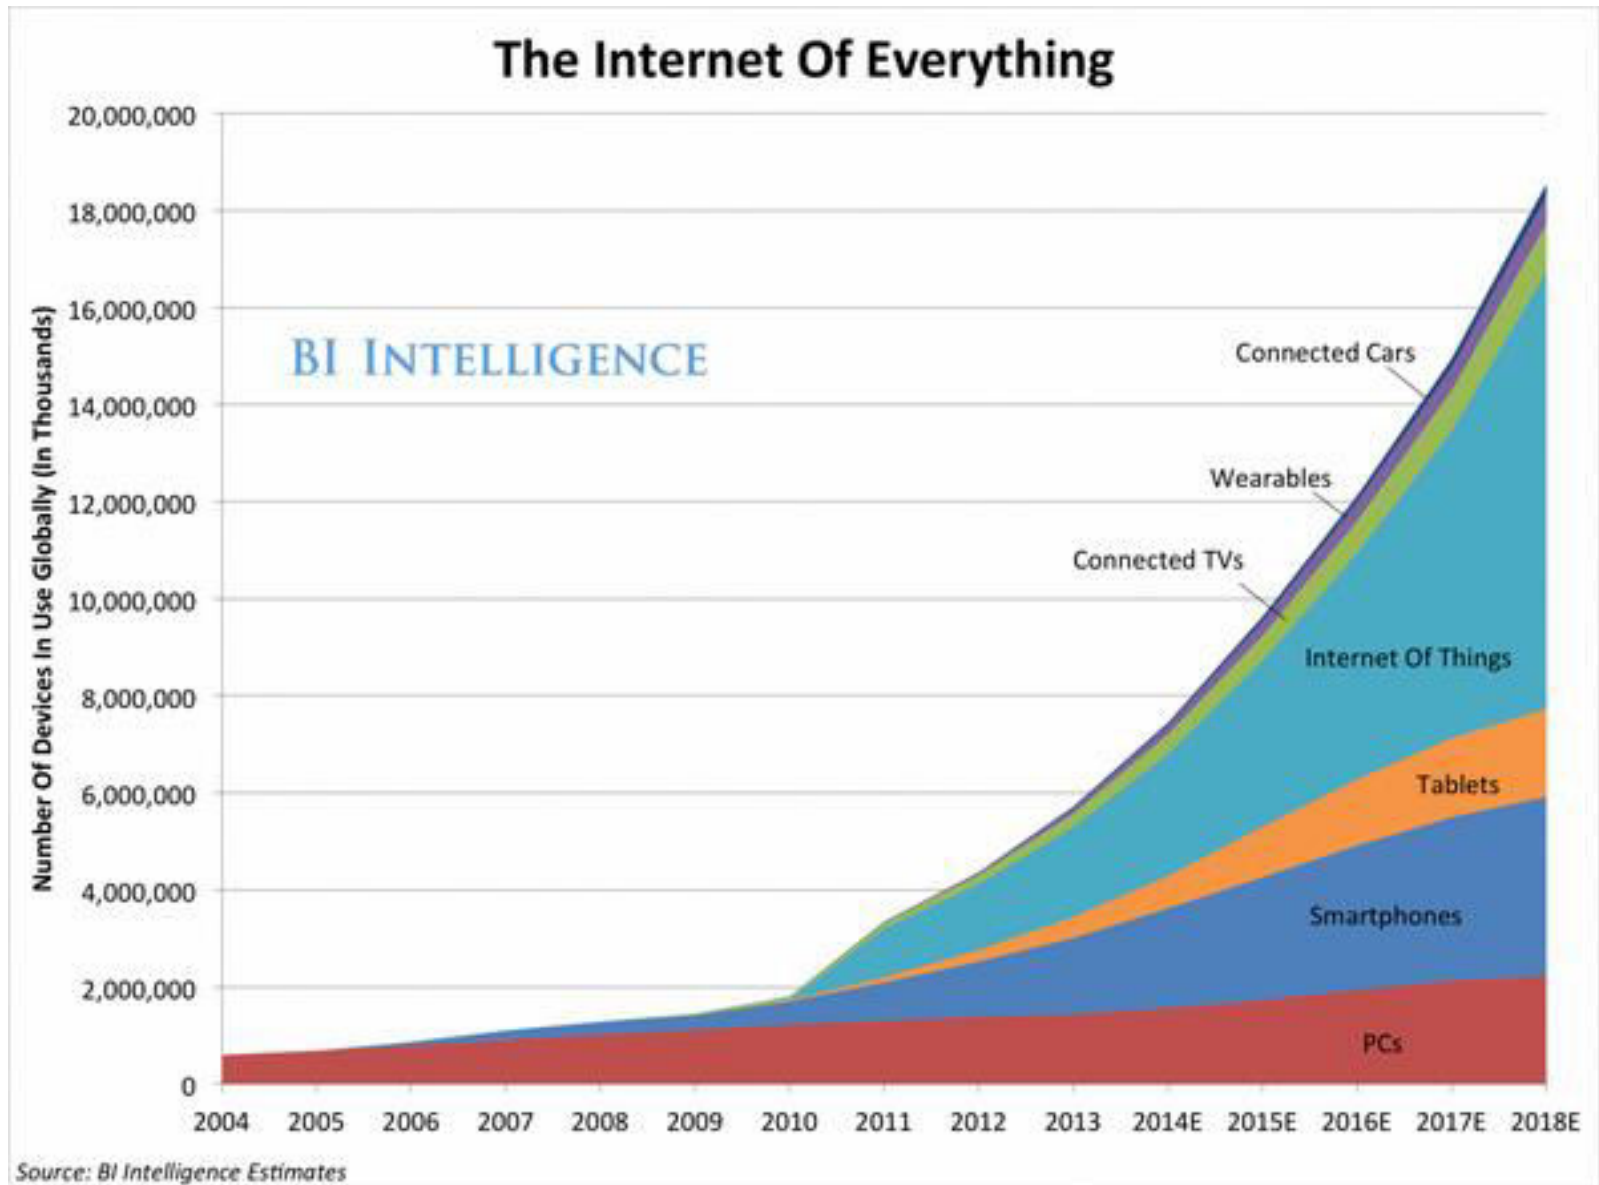 The Internet Of Everything
Number Of Devices In Use Globally (In Thousands)
20,000,000
18,000,000
16,000,000
14,000,000
12,000,000
10,000,000
8,000,000
6,000,000
4,000,000
2,000,000
0
BI INTELLIGENCE
Connected Cars
Wearables
Connected TVs
Internet Of Things
Tablets
Smartphones
PCs
2004 2005 2006 2007 2008 2009 2010 2011 2012 2013 2014E 2015E 2016E 2017E 2018E
Source: BI Intelligence Estimates